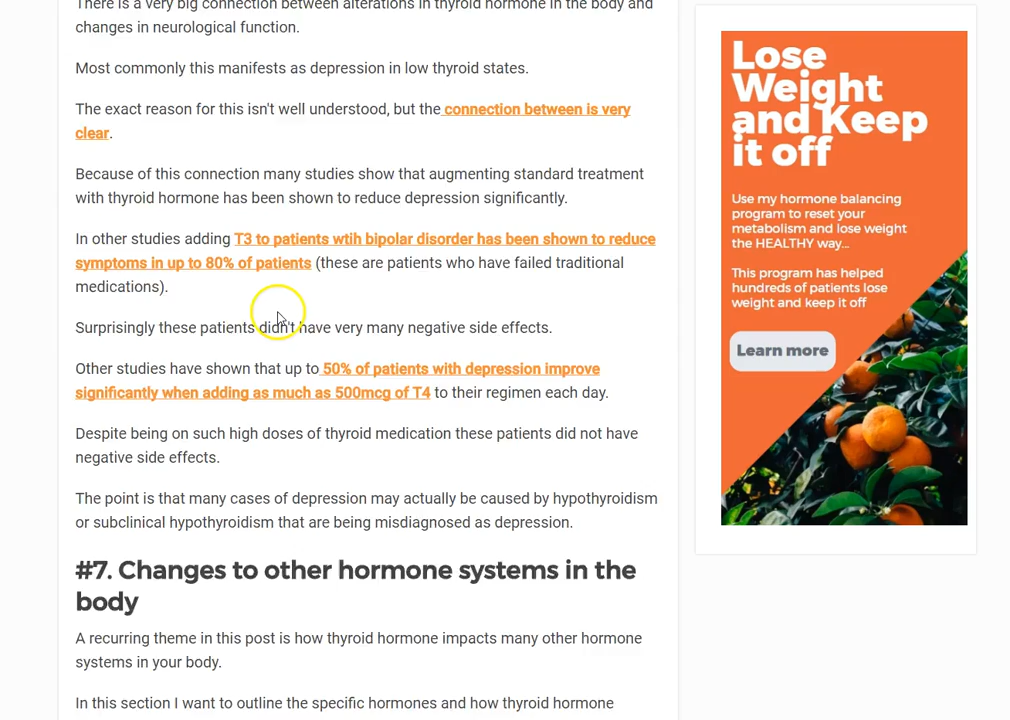 There is a very big connection between alterations in thyroid hormone in the body and
changes in neurological function.
Most commonly this manifests as depression in low thyroid states.
The exact reason for this isn't well understood, but the connection between is very
clear.
Because of this connection many studies show that augmenting standard treatment
with thyroid hormone has been shown to reduce depression significantly.
In other studies adding T3 to patients wtih bipolar disorder has been shown to reduce
symptoms in up to 80% of patients (these are patients who have failed traditional
medications).
Surprisingly these patients didn't have very many negative side effects.
Other studies have shown that up to 50% of patients with depression improve
significantly when adding as much as 500mcg of T4 to their regimen each day.
Despite being on such high doses of thyroid medication these patients did not have
negative side effects.
The point is that many cases of depression may actually be caused by hypothyroidism
or subclinical hypothyroidism that are being misdiagnosed as depression.
#7. Changes to other hormone systems in the
body
A recurring theme in this post is how thyroid hormone impacts many other hormone
systems in your body.
In this section I want to outline the specific hormones and how thyroid hormone
Lose
Weight
and Keep
it off
Use my hormone balancing
program to reset your
metabolism and lose weight
the HEALTHY way...
This program has helped
hundreds of patients lose
weight and keep it off
Learn more